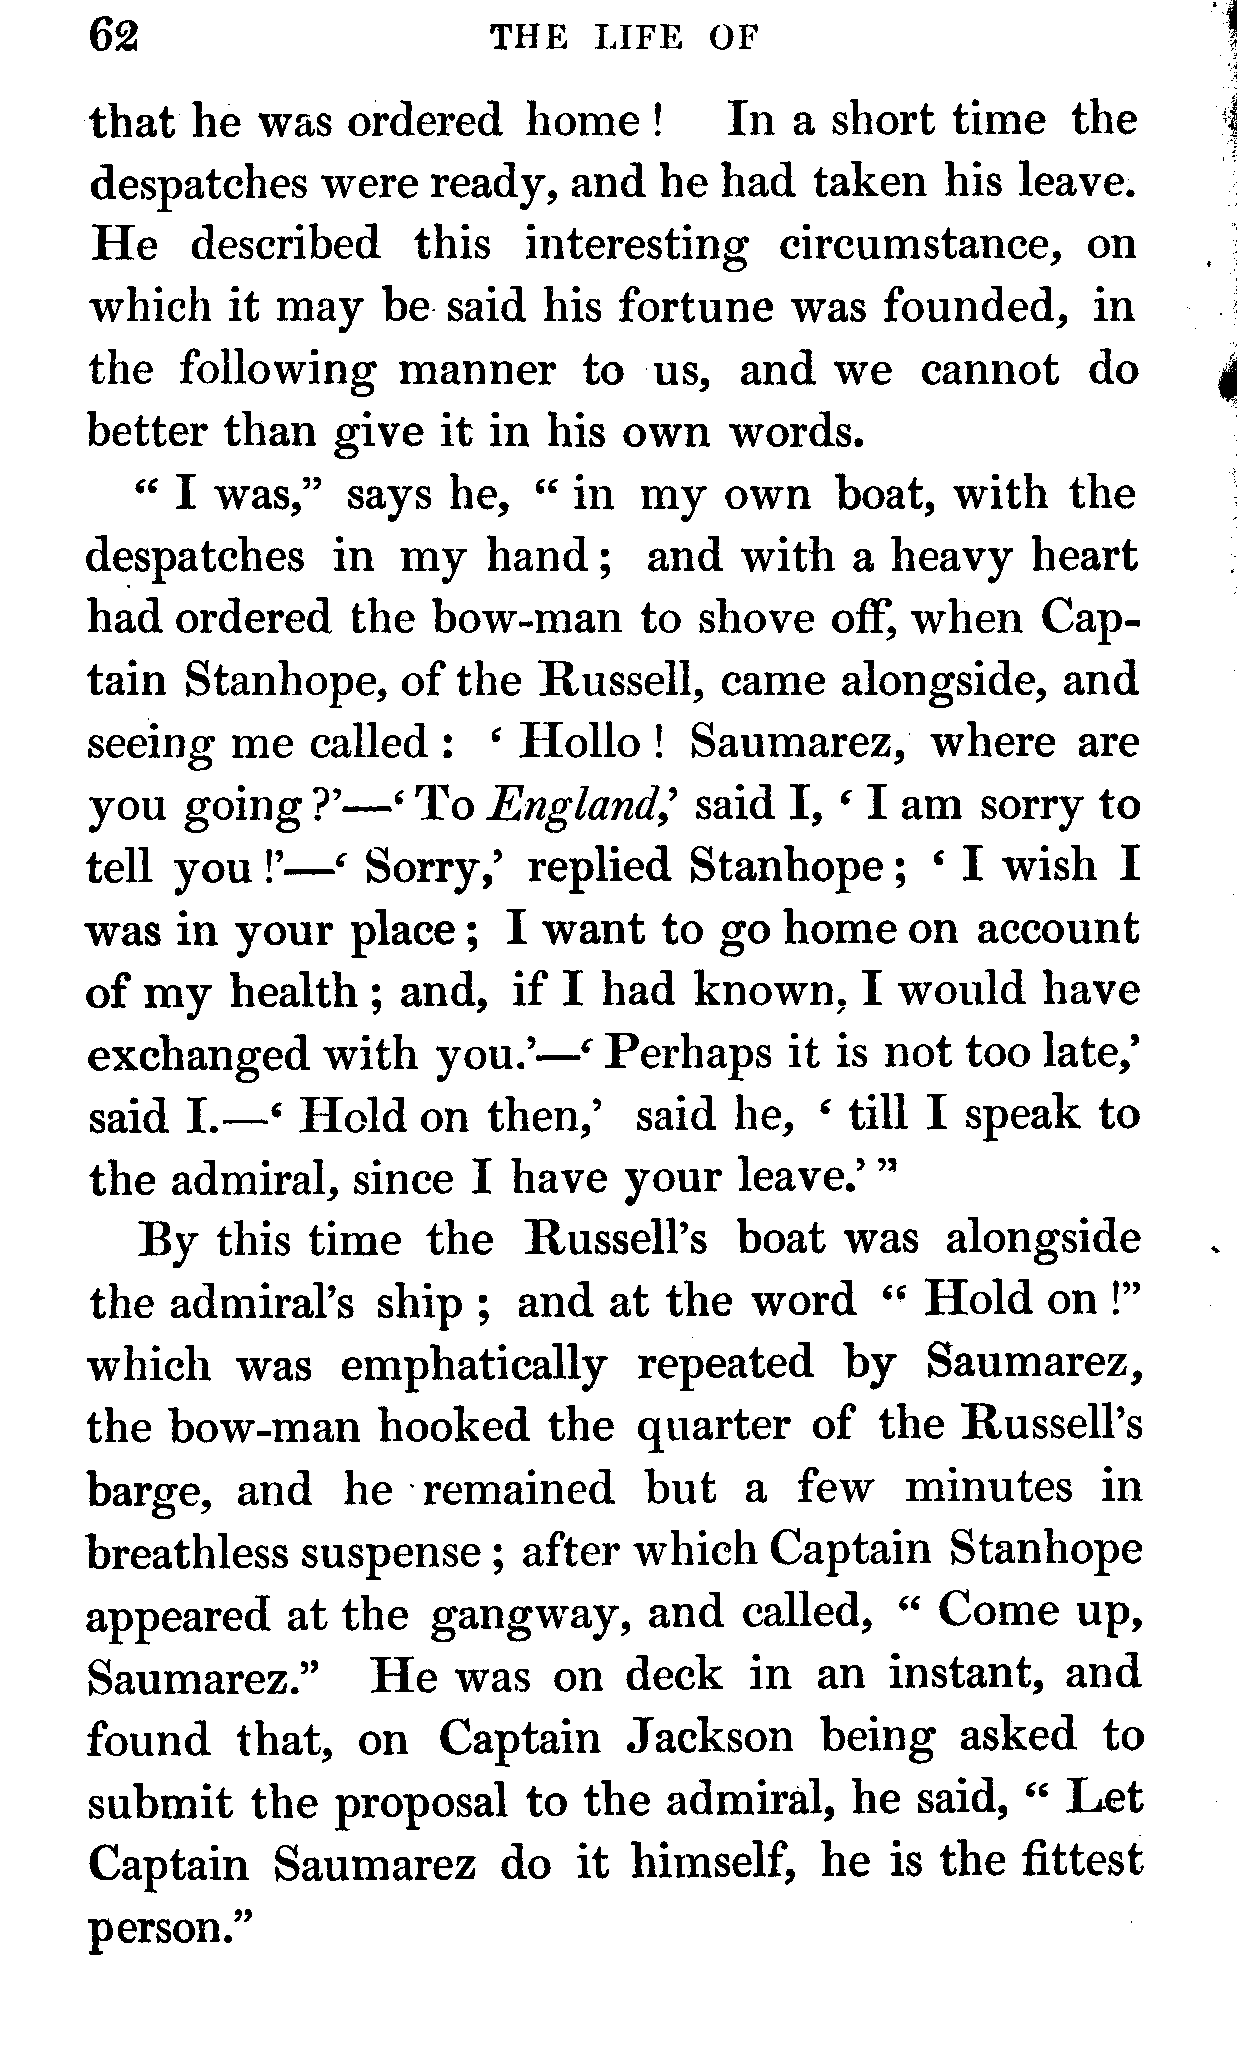 62 THE LIFE OF
that he was ordered home ! In a short time the
despatches were ready, and he had taken his leave.
He described this interesting circumstance, on
which it may be said his fortune was founded, in
the following manner to us, and we cannot do
better than give it in his own words.
“ I was,” says he, “ in my own boat, with the
despatches in my hand ; and with a heavy heart
had ordered the bow-man to shove off, when Cap-
tain Stanhope, of the Russell, came alongside, and
seeing me called : ‘ Hollo ! Saumarez, where are
you going ?’—‘ To England,’ said I, ‘ I am sorry to
tell you !’—‘ Sorry,’ replied Stanhope ; ‘ I wish I
was in your place ; I want to go home on account
of my health ; and, if I had known, I would have
exchanged with you.’—‘ Perhaps it is not too late,’
said I.—‘ Hold on then,’ said he, ‘ till I speak to
the admiral, since I have your leave.’ ”
By this time the Russell’s boat was alongside
the admiral’s ship ; and at the word “ Hold on !”
which was emphatically repeated by Saumarez,
the bow-man hooked the quarter of the Russell’s
barge, and he remained but a few minutes in
breathless suspense ; after which Captain Stanhope
appeared at the gangway, and called, “ Come up,
Saumarez.” He was on deck in an instant, and
found that, on Captain Jackson being asked to
submit the proposal to the admiral, he said, “ Let
Captain Saumarez do it himself, he is the fittest
person.”